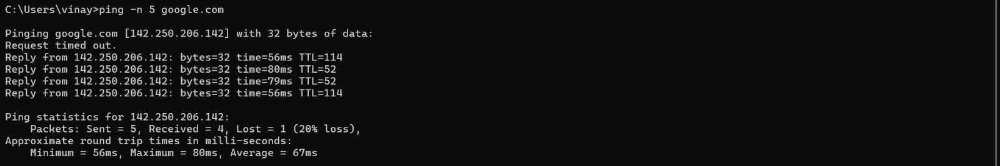 C:\Users\vinay>ping -n 5 google.com
Pinging google.com [142.250.206.142] with 32 bytes of data:
Request timed out.
Reply from 142.250.206.142: bytes=32 time=56ms TTL=114
Reply from 142.250.206.142: bytes=32 time=80ms TTL=52
Reply from 142.250.206.142: bytes=32 time=79ms TTL=52
Reply from 142.250.206.142: bytes=32 time=56ms TTL=114
Ping statistics for 142.250.206.142:
    Packets: Sent = 5, Received = 4, Lost = 1 (20% loss),
Approximate round trip times in milli-seconds:
    Minimum = 56ms, Maximum = 80ms, Average = 67ms